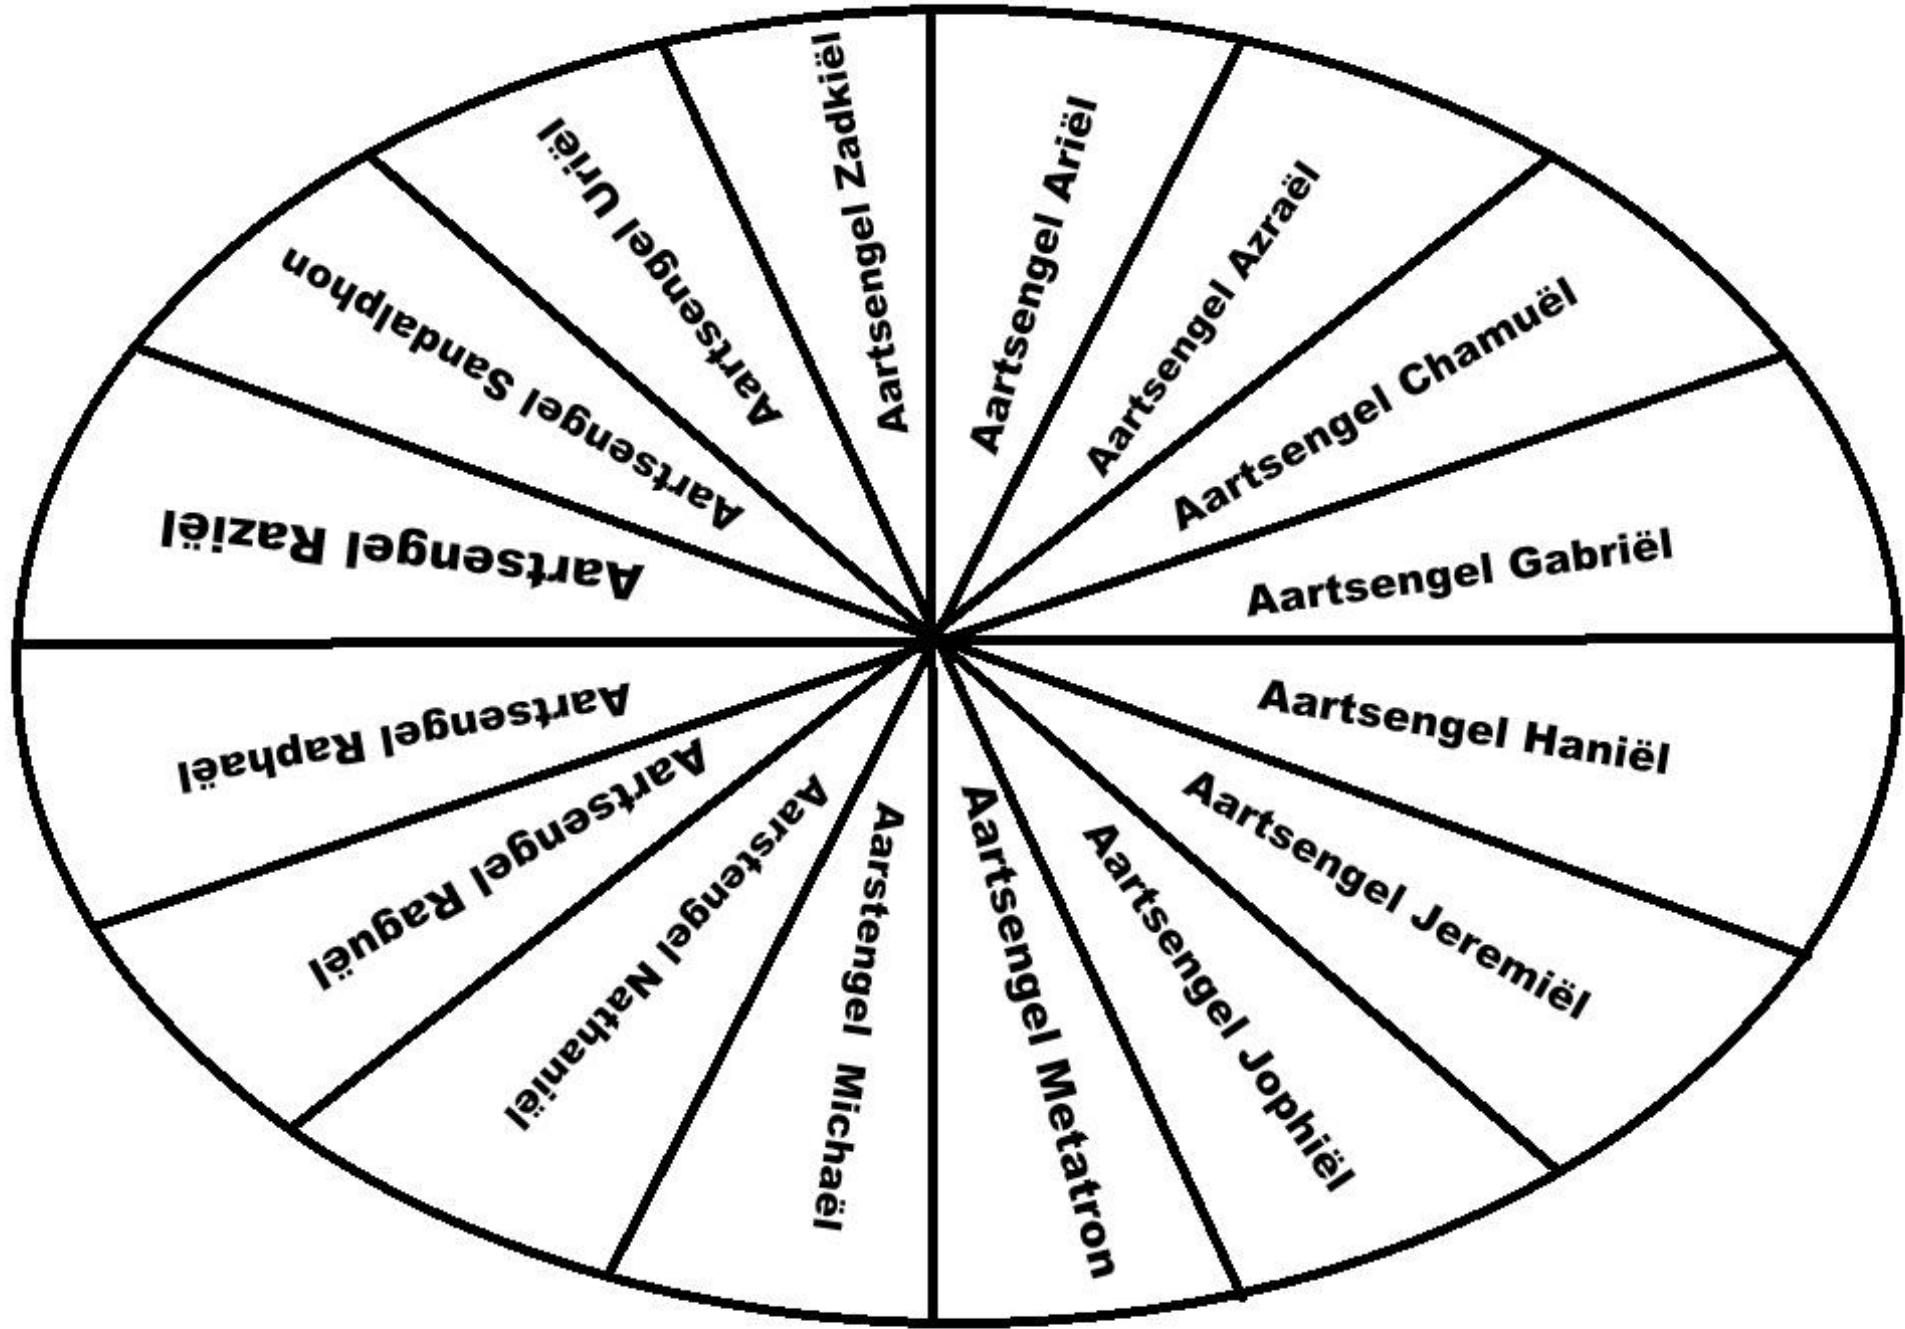 Aartsengel Ariël
Aartsengel Azraël
Aartsengel Chamuël
Aartsengel Gabriël
Aartsengel Haniël
Aartsengel Jeremiël
Aartsengel Jophiël
Aartsengel Metatron
Aarstengel Michaël
Aarstengel Nathaniël
Aartsengel Raguël
Aartsengel Raphaël
Aartsengel Raziël
Aartsengel Sandalphon
Aartsengel Uriël
Aartsengel Zadkiël